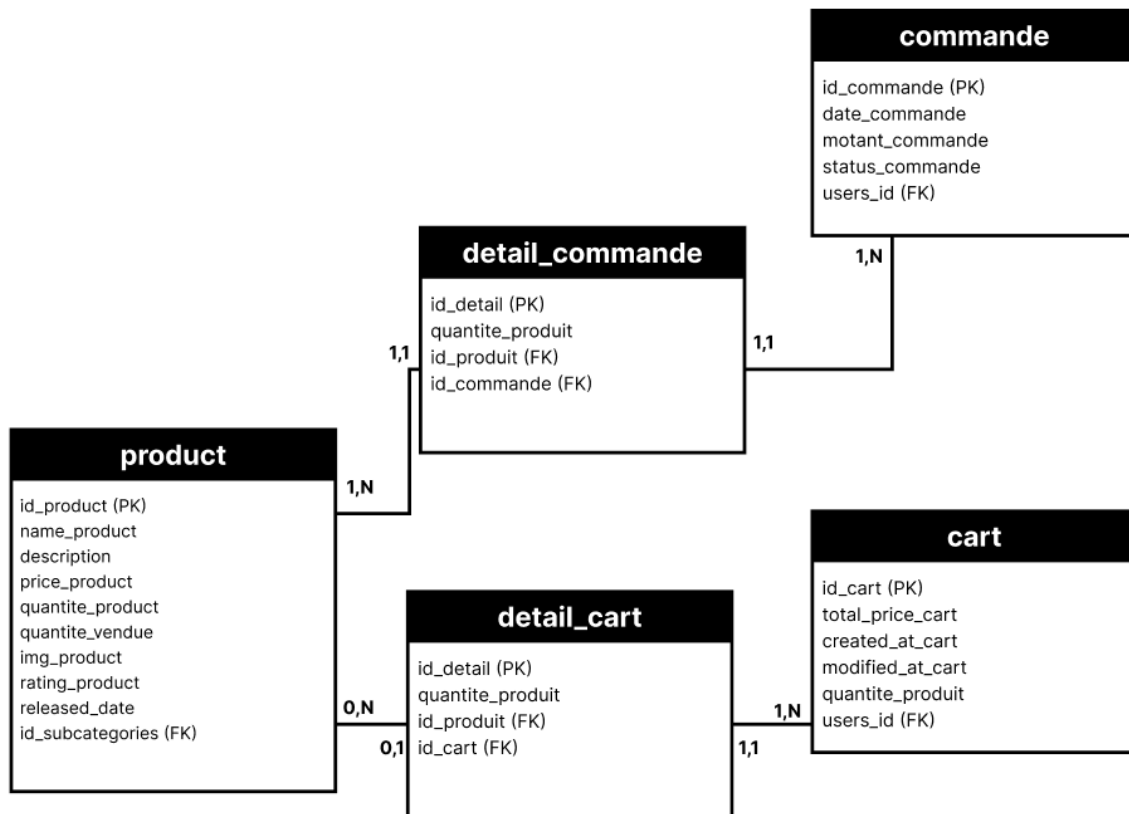 commande
id_commande (PK)
date_commande
motant_commande
status_commande
users_id (FK)
1,N
detail_commande
id_detail (PK)
quantite_produit
id_produit (FK)
id_commande (FK)
1,1
1,1
product
id_product (PK)
name_product
description
price_product
quantite_product
quantite_vendue
img_product
rating_product
released_date
id_subcategories (FK)
1,N
0,N
0,1
detail_cart
id_detail (PK)
quantite_produit
id_produit (FK)
id_cart (FK)
1,N
1,1
cart
id_cart (PK)
total_price_cart
created_at_cart
modified_at_cart
quantite_produit
users_id (FK)